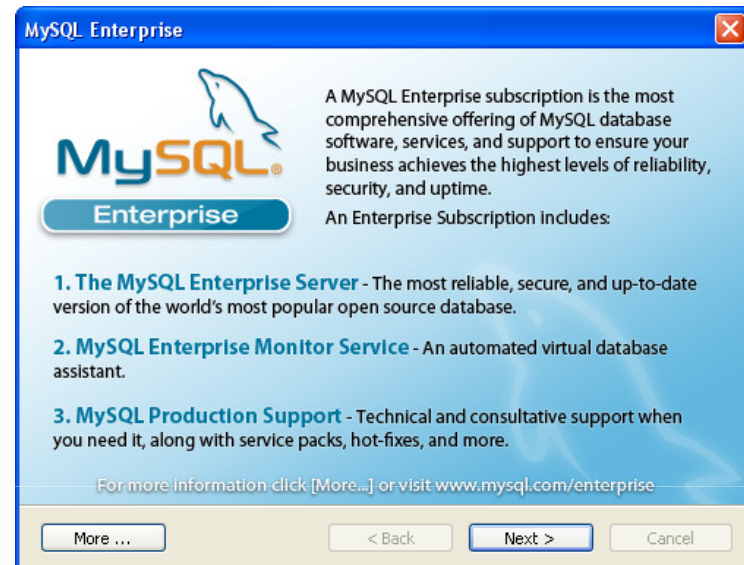 MySQL Enterprise
MySQL®
Enterprise
A MySQL Enterprise subscription is the most
comprehensive offering of MySQL database
software, services, and support to ensure your
business achieves the highest levels of reliability,
security, and uptime.
An Enterprise Subscription includes:
1. The MySQL Enterprise Server - The most reliable, secure, and up-to-date
version of the world's most popular open source database.
2. MySQL Enterprise Monitor Service - An automated virtual database
assistant.
3. MySQL Production Support - Technical and consultative support when
you need it, along with service packs, hot-fixes, and more.
For more information click [More...] or visit www.mysql.com/enterprise
More ...
< Back
Next >
Cancel